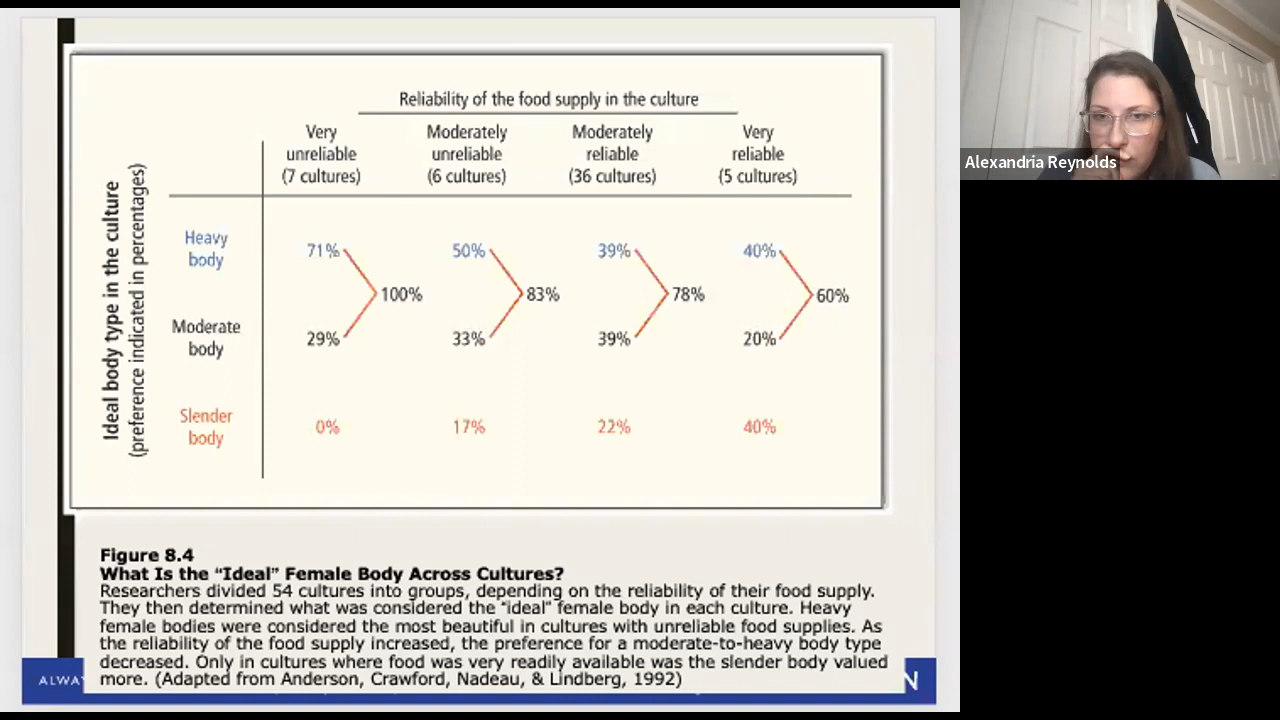 Reliability of the food supply in the culture
Very unreliable (7 cultures)
Moderately unreliable (6 cultures)
Moderately reliable (36 cultures)
Very reliable (5 cultures)
Ideal body type in the culture
(preference indicated in percentages)
Heavy body
71%
50%
39%
40%
100%
83%
78%
60%
Moderate body
29%
33%
39%
20%
Slender body
0%
17%
22%
40%
Figure 8.4
What Is the “Ideal” Female Body Across Cultures?
Researchers divided 54 cultures into groups, depending on the reliability of their food supply.
They then determined what was considered the “ideal” female body in each culture. Heavy
female bodies were considered the most beautiful in cultures with unreliable food supplies. As
the reliability of the food supply increased, the preference for a moderate-to-heavy body type
decreased. Only in cultures where food was very readily available was the slender body valued
more. (Adapted from Anderson, Crawford, Nadeau, & Lindberg, 1992)
Alexandria Reynolds